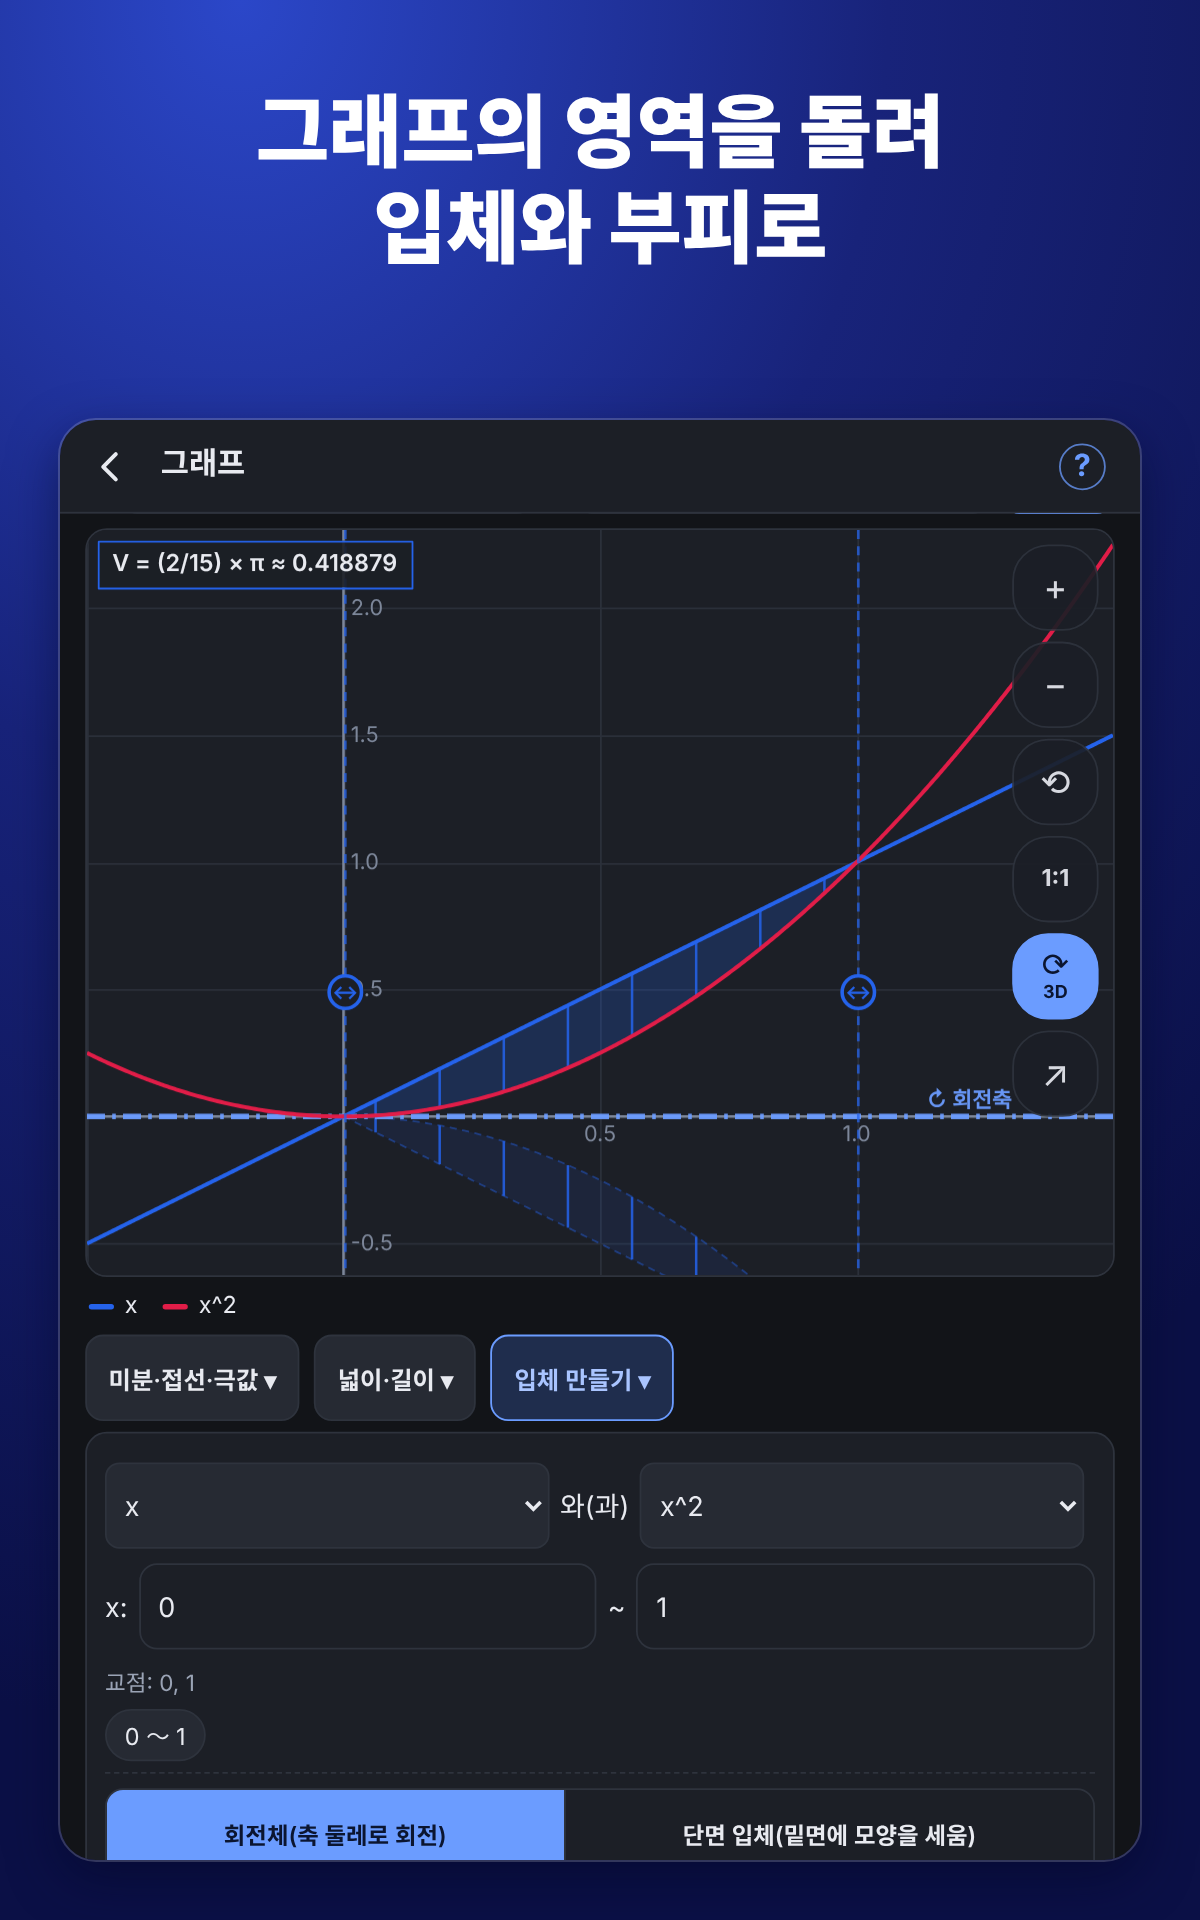 그래프의 영역을 돌려
입체와 부피로
그래프
?
V = (2/15) × π ≈ 0.418879
+
2.0
−
1.5
⟲
1.0
1:1
⟳
3D
.5
↻ 회전축
0.5
1.0
-0.5
x x^2
미분·접선·극값 ▾ 넓이·길이 ▾ 입체 만들기 ▾
x 와(과) x^2
x: 0 ~ 1
교점: 0, 1
0 ～ 1
회전체(축 둘레로 회전) 단면 입체(밑면에 모양을 세움)